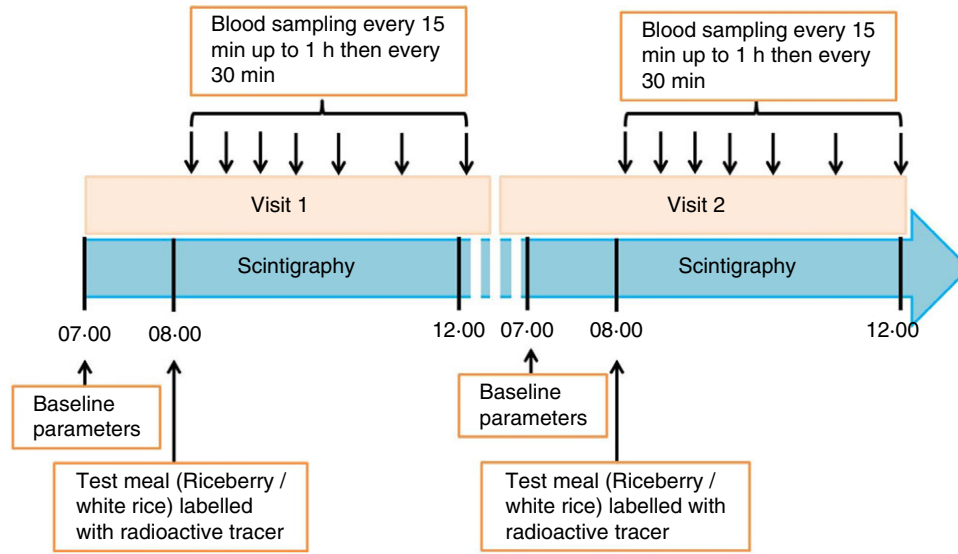 Blood sampling every 15
min up to 1 h then every
30 min
Blood sampling every 15
min up to 1 h then every
30 min
Visit 1
Visit 2
Scintigraphy
Scintigraphy
07·00
08·00
12·00
07·00
08·00
12·00
Baseline
parameters
Baseline
parameters
Test meal (Riceberry /
white rice) labelled
with radioactive tracer
Test meal (Riceberry /
white rice) labelled with
radioactive tracer